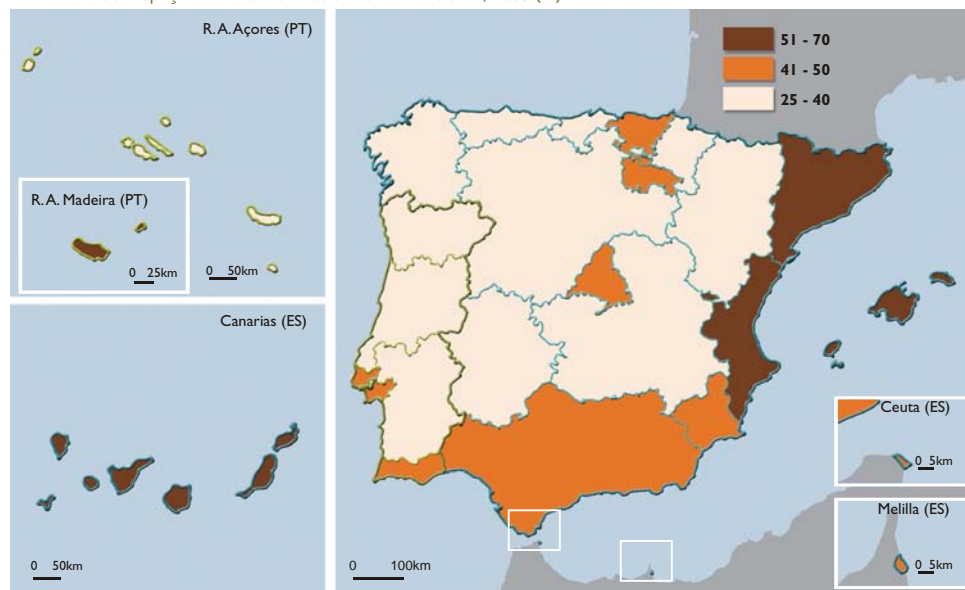 R.A.Açores (PT)
R.A. Madeira (PT)
0 25km
0 50km
Canarias (ES)
0 50km
51 - 70
41 - 50
25 - 40
0 100km
Ceuta (ES)
0 5km
Melilla (ES)
0 5km